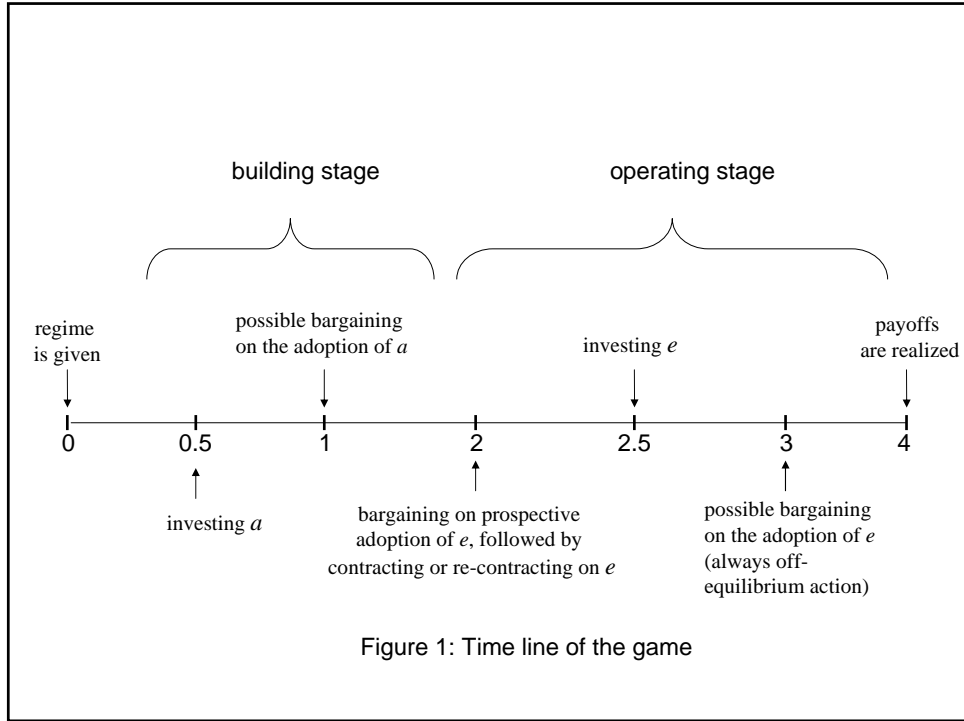 building stage
operating stage
regime
is given
possible bargaining
on the adoption of a
investing e
payoffs
are realized
0
0.5
1
2
2.5
3
4
investing a
bargaining on prospective
adoption of e, followed by
contracting or re-contracting on e
possible bargaining
on the adoption of e
(always off-
equilibrium action)
Figure 1: Time line of the game